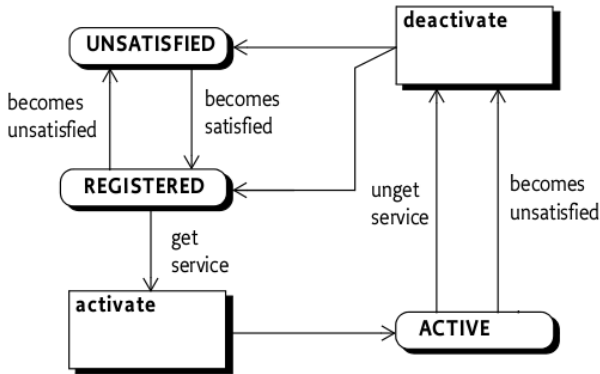 deactivate
UNSATISFIED
becomes
unsatisfied
becomes
satisfied
REGISTERED
unget
service
becomes
unsatisfied
get
service
activate
ACTIVE